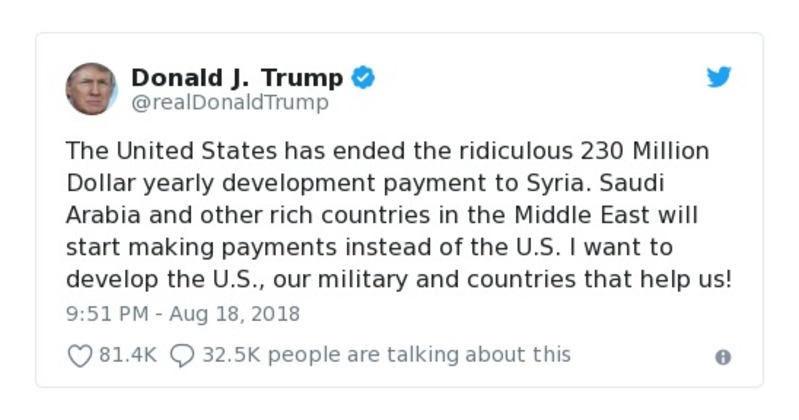 Donald J. Trump
@realDonaldTrump
The United States has ended the ridiculous 230 Million
Dollar yearly development payment to Syria. Saudi
Arabia and other rich countries in the Middle East will
start making payments instead of the U.S. I want to
develop the U.S., our military and countries that help us!
9:51 PM - Aug 18, 2018
81.4K 32.5K people are talking about this